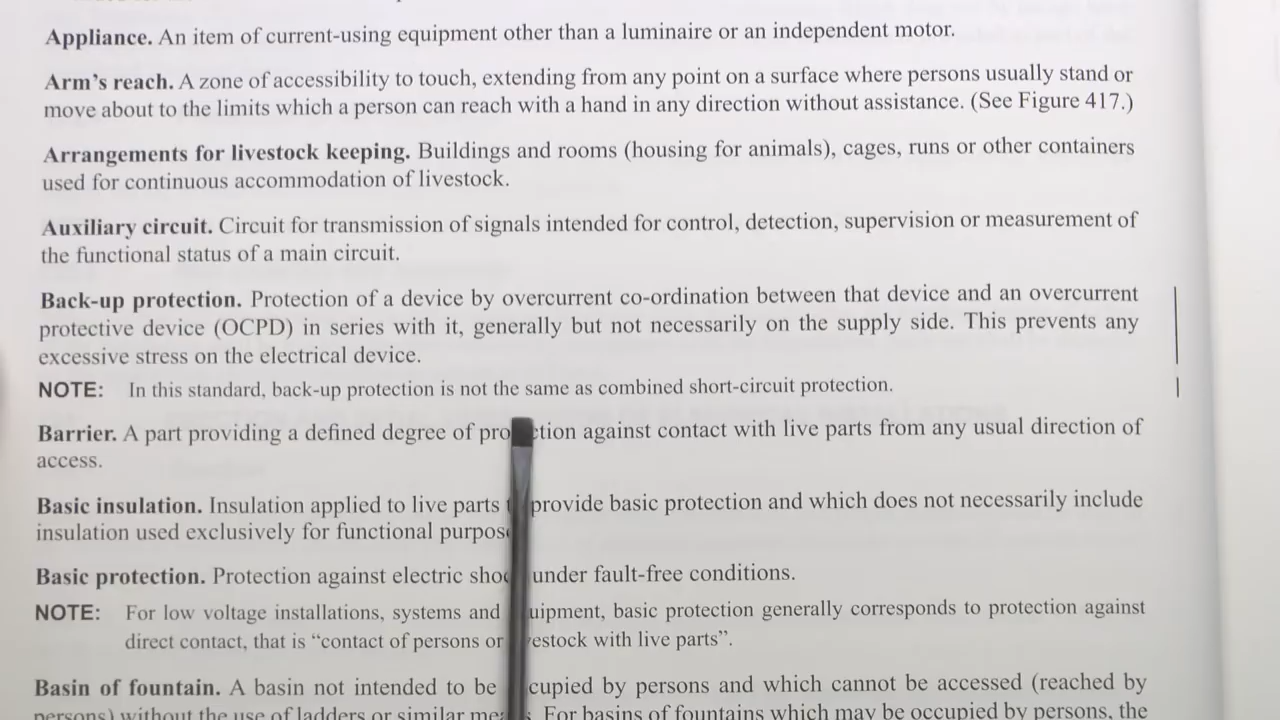 Appliance. An item of current-using equipment other than a luminaire or an independent motor.
Arm's reach. A zone of accessibility to touch, extending from any point on a surface where persons usually stand or
move about to the limits which a person can reach with a hand in any direction without assistance. (See Figure 417.)
Arrangements for livestock keeping. Buildings and rooms (housing for animals), cages, runs or other containers
used for continuous accommodation of livestock.
Auxiliary circuit. Circuit for transmission of signals intended for control, detection, supervision or measurement of
the functional status of a main circuit.
Back-up protection. Protection of a device by overcurrent co-ordination between that device and an overcurrent
protective device (OCPD) in series with it, generally but not necessarily on the supply side. This prevents any
excessive stress on the electrical device.
NOTE: In this standard, back-up protection is not the same as combined short-circuit protection.
Barrier. A part providing a defined degree of protection against contact with live parts from any usual direction of
access.
Basic insulation. Insulation applied to live parts provide basic protection and which does not necessarily include
insulation used exclusively for functional
Basic protection. Protection against electric under fault-free conditions.
NOTE: For low voltage installations, systems and basic protection generally corresponds to protection against
direct contact, that is "contact of persons or with live parts".
Basin of fountain. A basin not intended to be by persons and which cannot be accessed (reached by
persons) without the use of ladders or similar For basins of fountains which may be occupied by persons, the